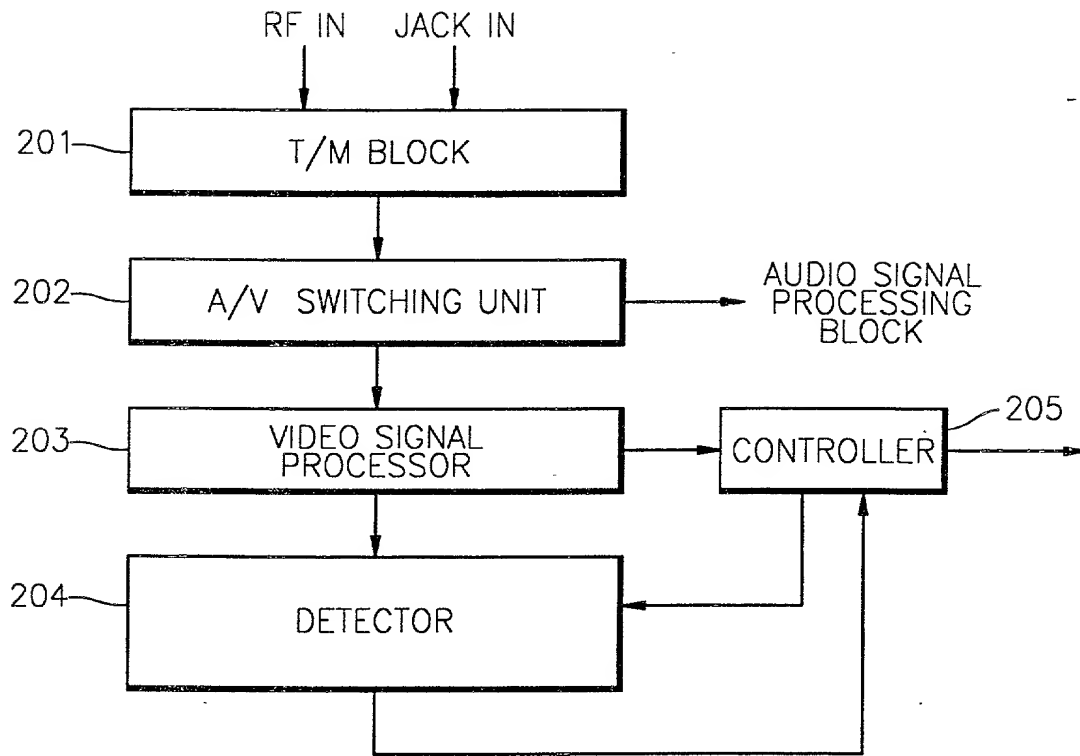 RF IN
JACK IN
201
T/M BLOCK
202
A/V SWITCHING UNIT
AUDIO SIGNAL
PROCESSING
BLOCK
203
VIDEO SIGNAL
PROCESSOR
205
CONTROLLER
204
DETECTOR